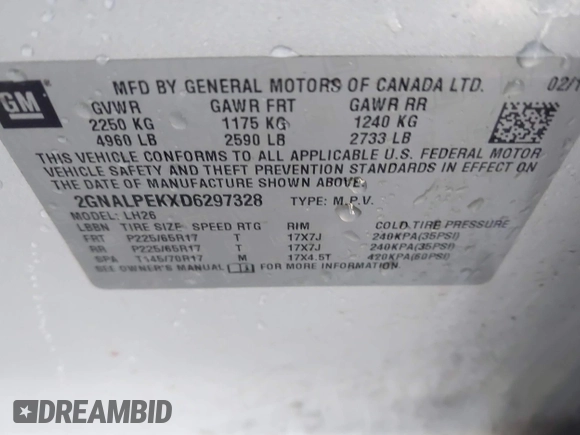 GM
MFD BY GENERAL MOTORS OF CANADA LTD. 02/1
GVWR GAWR FRT GAWR RR
2250 KG 1175 KG 1240 KG
4960 LB 2590 LB 2733 LB
THIS VEHICLE CONFORMS TO ALL APPLICABLE U.S. FEDERAL MOTOR
VEHICLE SAFETY AND THEFT PREVENTION STANDARDS IN EFFECT ON
THE DATE OF MANUFACTURE SHOWN ABOVE.
2GNALPEKXD6297328 TYPE: M.P.V.
MODEL: LH26
LBBN TIRE SIZE SPEED RTG RIM COLD TIRE PRESSURE
FRT P225/65R17 T 17X7J 240KPA(35PSI)
RR P225/65R17 T 17X7J 240KPA(35PSI)
SPA T145/70R17 M 17X4.5T 420KPA(60PSI)
SEE OWNER'S MANUAL FOR MORE INFORMATION.
DREAMBID